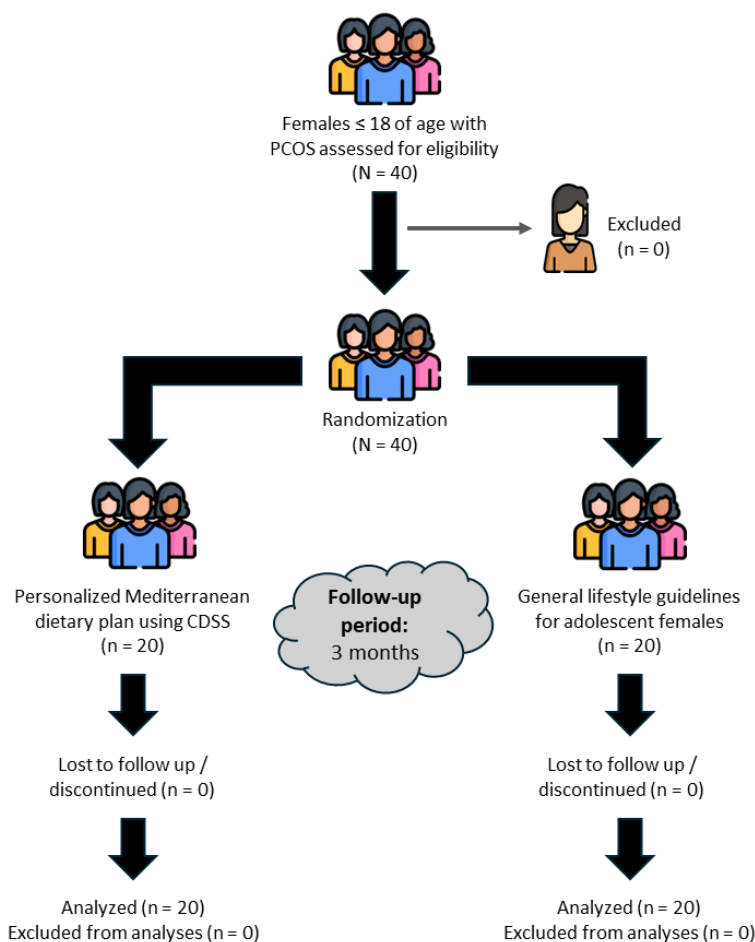 Females ≤ 18 of age with
PCOS assessed for eligibility
(N = 40)
Excluded
(n = 0)
Randomization
(N = 40)
Personalized Mediterranean
dietary plan using CDSS
(n = 20)
Follow-up
period:
3 months
General lifestyle guidelines
for adolescent females
(n = 20)
Lost to follow up /
discontinued (n = 0)
Lost to follow up /
discontinued (n = 0)
Analyzed (n = 20)
Excluded from analyses (n = 0)
Analyzed (n = 20)
Excluded from analyses (n = 0)